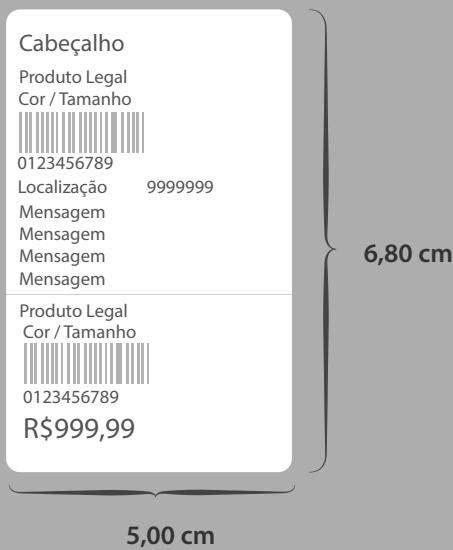 Cabeçalho
Produto Legal
Cor / Tamanho
0123456789
Localização 9999999
Mensagem
Mensagem
Mensagem
Mensagem
Produto Legal
Cor / Tamanho
0123456789
R$999,99
6,80 cm
5,00 cm